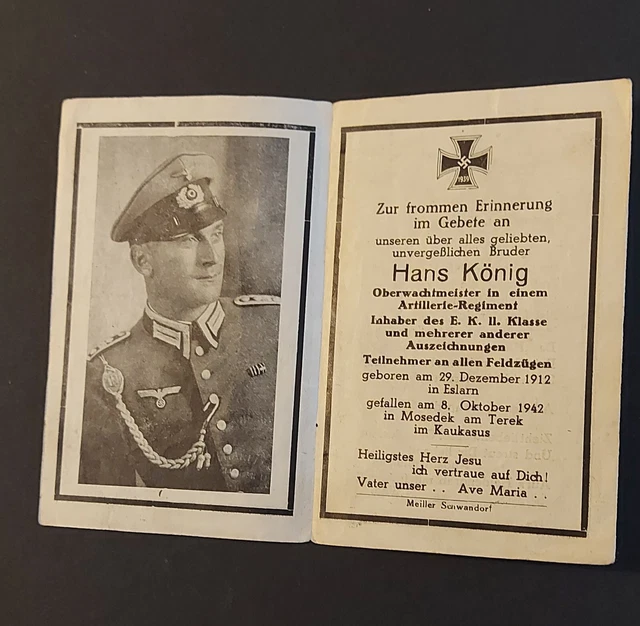 1939
Zur frommen Erinnerung
im Gebete an
unseren über alles geliebten,
unvergeßlichen Bruder
Hans König
Oberwachtmeister in einem
Artillerie-Regiment
Inhaber des E. K. II. Klasse
und mehrerer anderer
Auszeichnungen
Teilnehmer an allen Feldzügen
geboren am 29. Dezember 1912
in Eslarn
gefallen am 8. Oktober 1942
in Mosedek am Terek
im Kaukasus
Heiligstes Herz Jesu
ich vertraue auf Dich!
Vater unser . . Ave Maria . .
Meiller Schwandorf